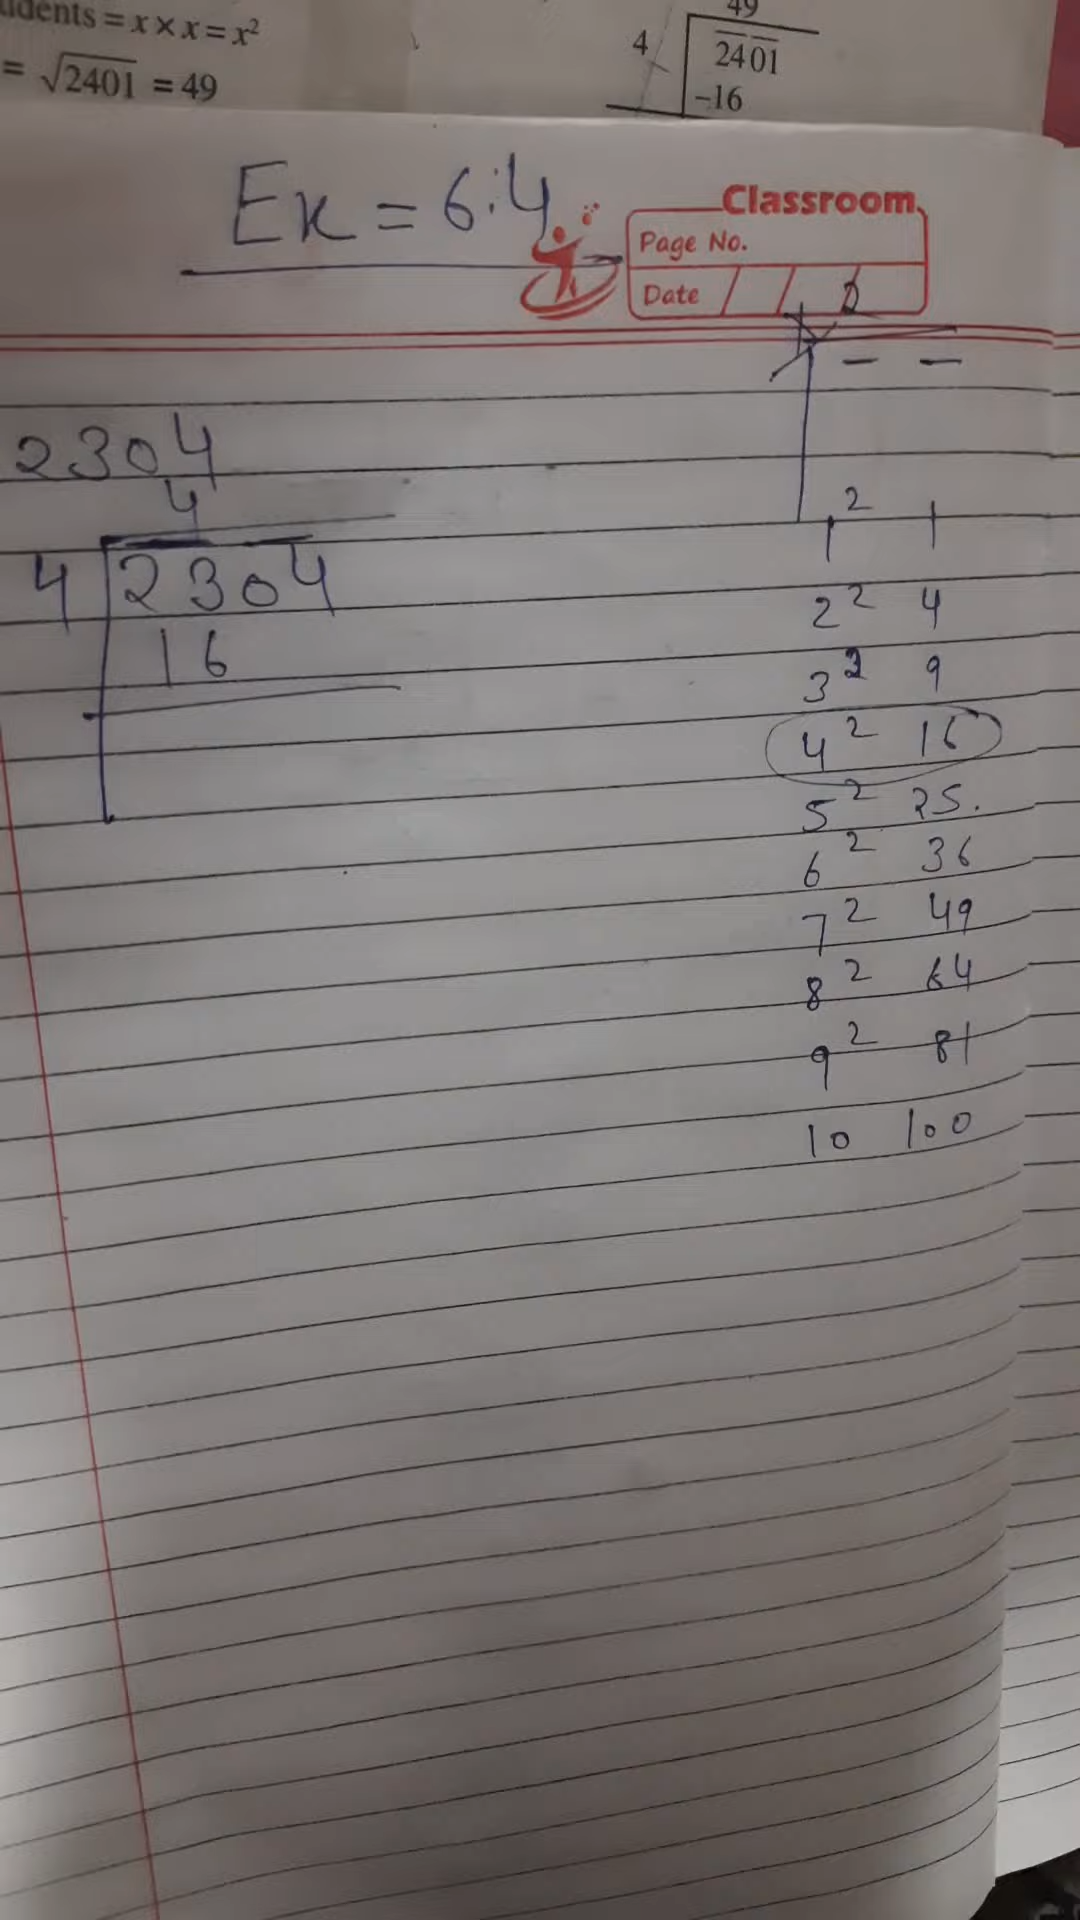 udents = x × x = x²
= √2401 = 49
49
4 2401
–16
Ex = 6.4
Classroom
Page No.
Date / /
2304
4
4 2304
16
1² 1
2² 4
3² 9
4² 16
5² 25.
6² 36
7² 49
8² 64
9² 81
10 100